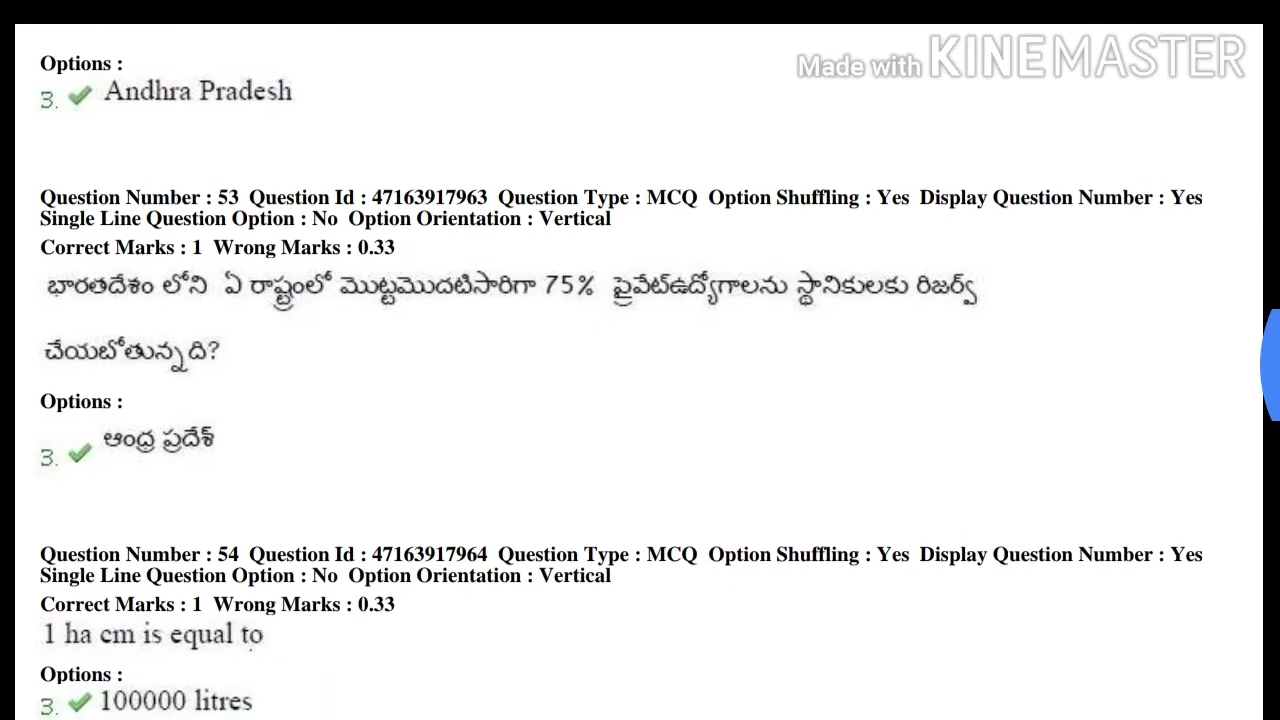 Made with KINEMASTER
Options :
3. ✓ Andhra Pradesh
Question Number : 53 Question Id : 47163917963 Question Type : MCQ Option Shuffling : Yes Display Question Number : Yes
Single Line Question Option : No Option Orientation : Vertical
Correct Marks : 1 Wrong Marks : 0.33
భారతదేశం లోని ఏ రాష్ట్రంలో మొట్టమొదటిసారిగా 75% ప్రైవేట్ఉద్యోగాలను స్థానికులకు రిజర్వ్
చేయబోతున్నది?
Options :
3. ✓ ఆంధ్ర ప్రదేశ్
Question Number : 54 Question Id : 47163917964 Question Type : MCQ Option Shuffling : Yes Display Question Number : Yes
Single Line Question Option : No Option Orientation : Vertical
Correct Marks : 1 Wrong Marks : 0.33
1 ha cm is equal to
Options :
3. ✓ 100000 litres